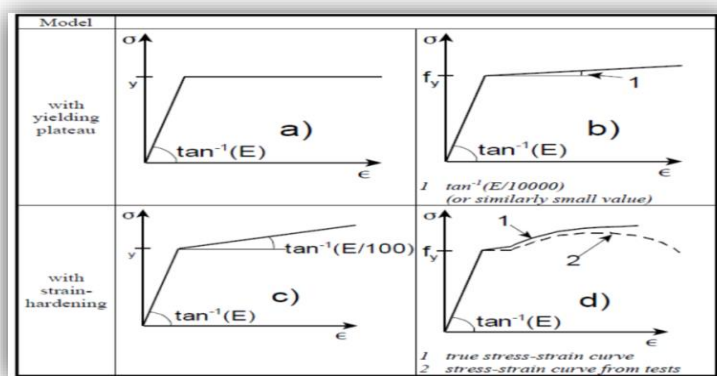 Model
with
yielding
plateau
σ
y
a)
tan⁻¹(E)
ϵ
σ
fy
1
b)
tan⁻¹(E)
ϵ
1 tan⁻¹(E/10000)
(or similarly small value)
with
strain-
hardening
σ
y
tan⁻¹(E/100)
c)
tan⁻¹(E)
ϵ
σ
1
fy
2
d)
tan⁻¹(E)
ϵ
1 true stress-strain curve
2 stress-strain curve from tests